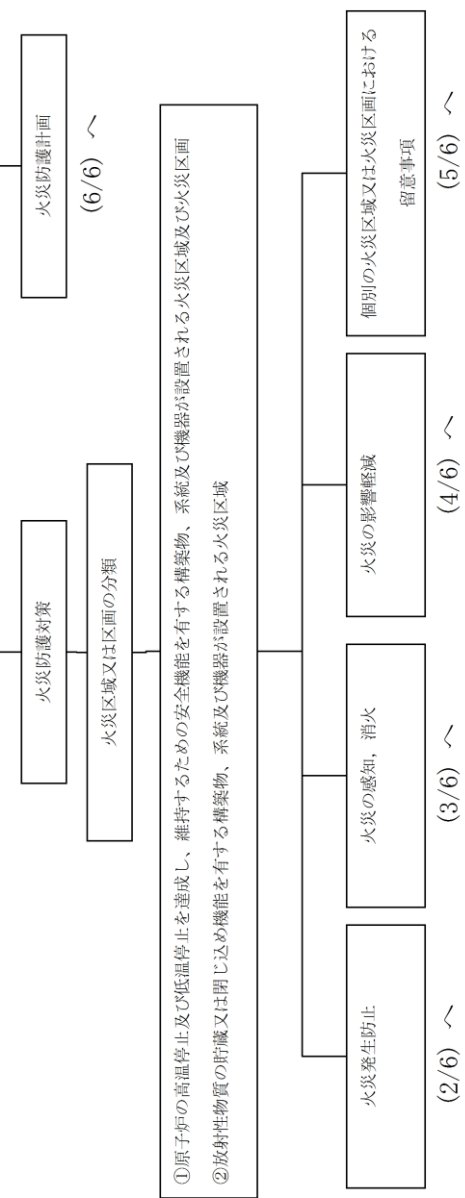 火災防護対策
火災防護計画
(6/6) へ
火災区域又は区画の分類
①原子炉の高温停止及び低温停止を達成し、維持するための安全機能を有する構築物、系統及び機器が設置される火災区域及び火災区画
②放射性物質の貯蔵又は閉じ込め機能を有する構築物、系統及び機器が設置される火災区域
火災発生防止
(2/6) へ
火災の感知，消火
(3/6) へ
火災の影響軽減
(4/6) へ
個別の火災区域又は火災区画における
留意事項
(5/6) へ